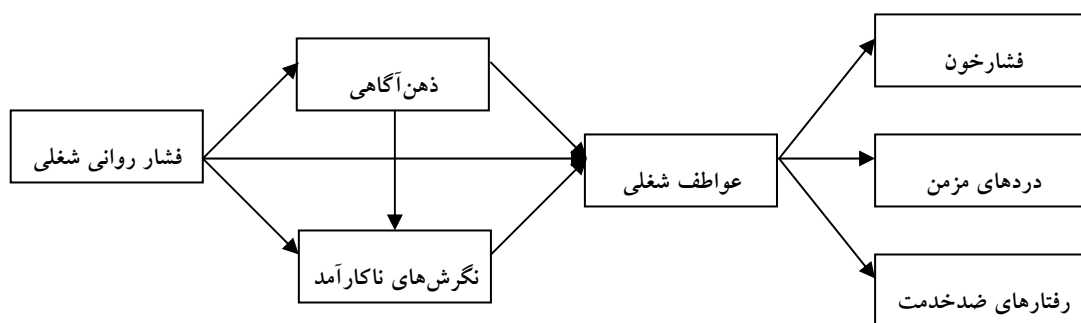 فشارخون
ذهن‌آگاهی
فشار روانی شغلی
عواطف شغلی
دردهای مزمن
نگرش‌های ناکارآمد
رفتارهای ضدخدمت